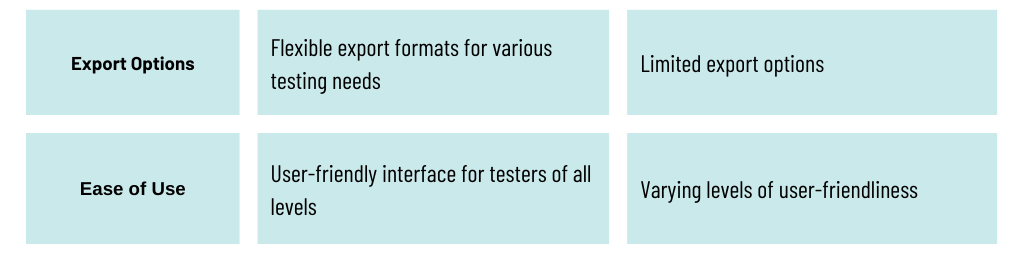 Export Options
Flexible export formats for various
testing needs
Limited export options
Ease of Use
User-friendly interface for testers of all
levels
Varying levels of user-friendliness